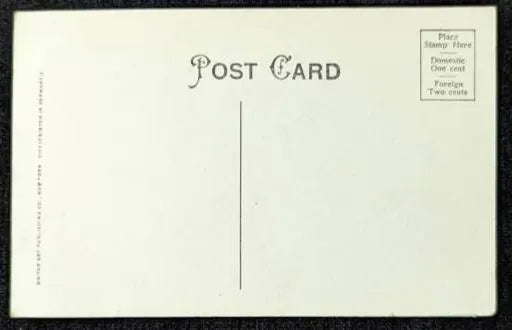 POST CARD
Place
Stamp Here
Domestic
One cent
Foreign
Two cents